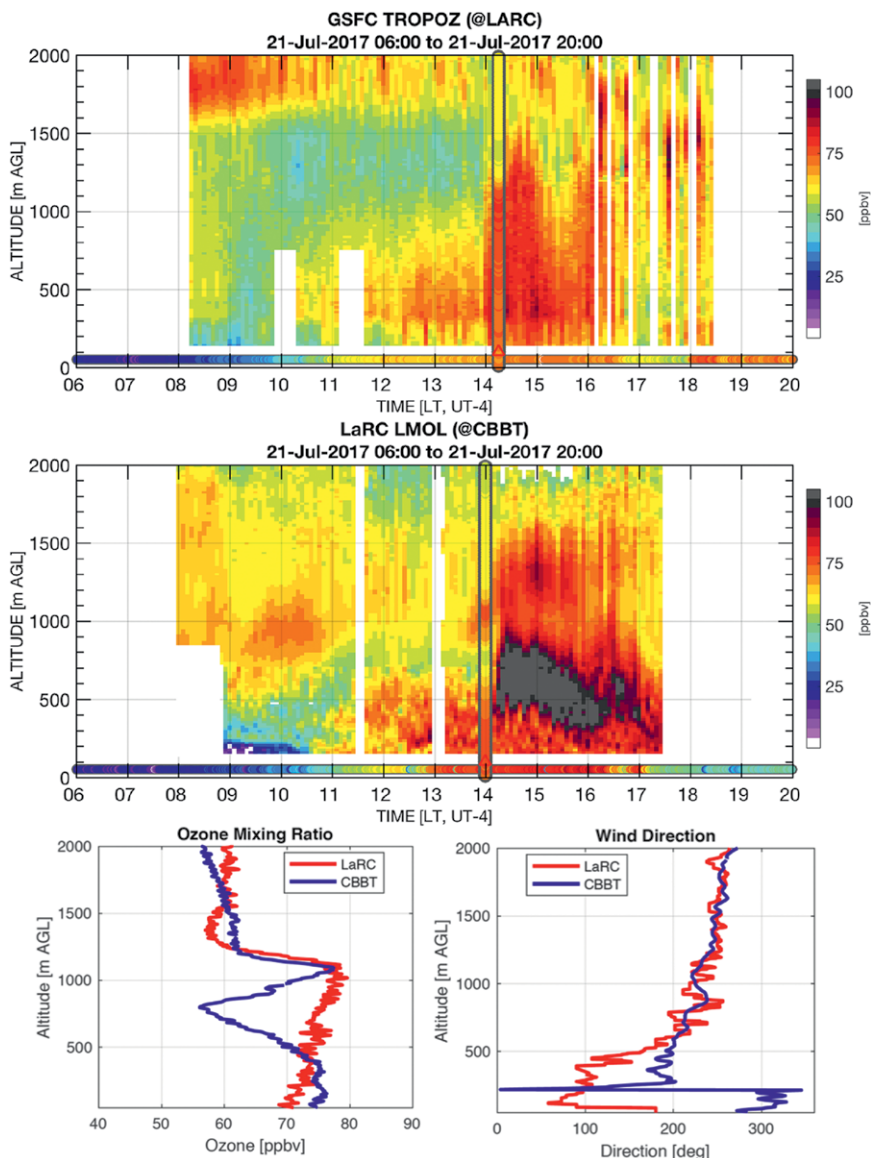 GSFC TROPOZ (@LARC)
21-Jul-2017 06:00 to 21-Jul-2017 20:00
2000
1500
1000
500
0
ALTITUDE [m AGL]
06 07 08 09 10 11 12 13 14 15 16 17 18 19 20
TIME [LT, UT-4]
100
75
50
25
[ppbv]
LaRC LMOL (@CBBT)
21-Jul-2017 06:00 to 21-Jul-2017 20:00
2000
1500
1000
500
0
ALTITUDE [m AGL]
06 07 08 09 10 11 12 13 14 15 16 17 18 19 20
TIME [LT, UT-4]
100
75
50
25
[ppbv]
Ozone Mixing Ratio
2000
1500
1000
500
Altitude [m AGL]
LaRC
CBBT
40 50 60 70 80 90
Ozone [ppbv]
Wind Direction
2000
1500
1000
500
Altitude [m AGL]
LaRC
CBBT
0 100 200 300
Direction [deg]